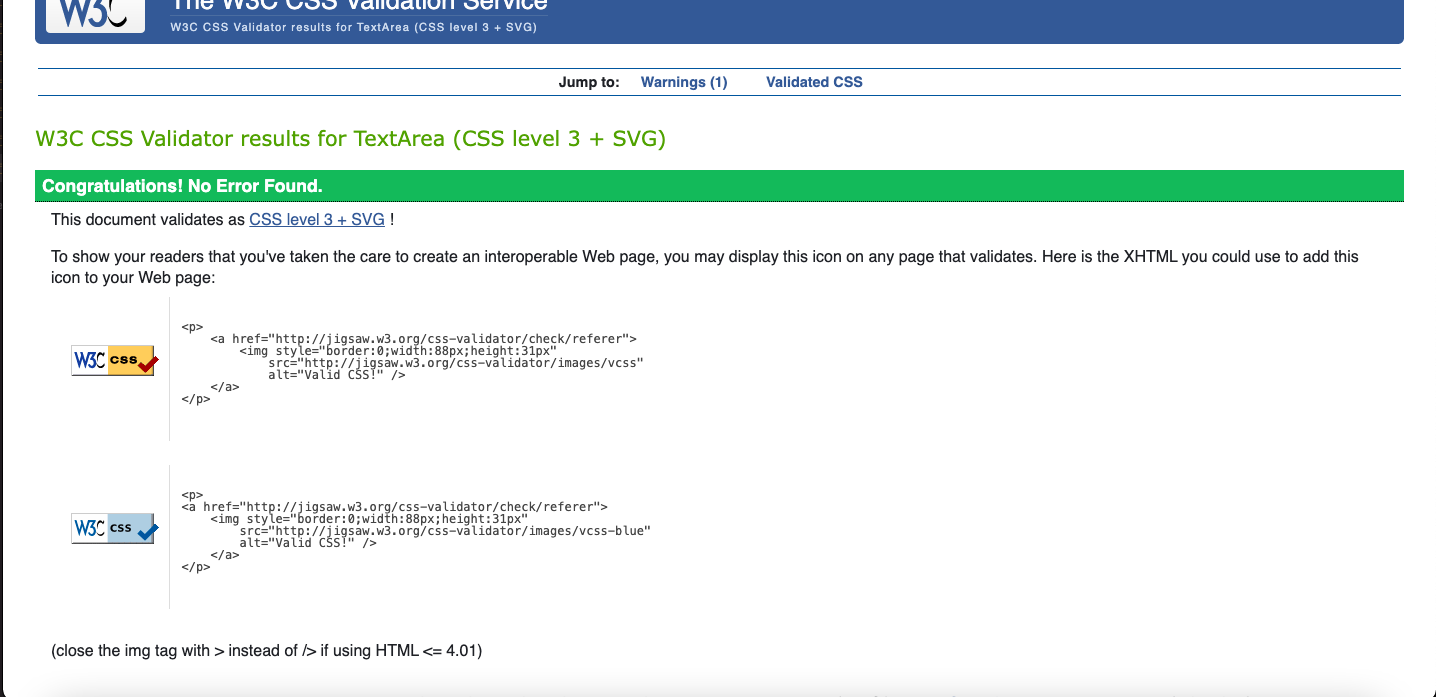 W3C The W3C CSS Validation Service
W3C CSS Validator results for TextArea (CSS level 3 + SVG)
Jump to: Warnings (1) Validated CSS
W3C CSS Validator results for TextArea (CSS level 3 + SVG)
Congratulations! No Error Found.
This document validates as CSS level 3 + SVG !
To show your readers that you've taken the care to create an interoperable Web page, you may display this icon on any page that validates. Here is the XHTML you could use to add this
icon to your Web page:
W3C css
<p>
    <a href="http://jigsaw.w3.org/css-validator/check/referer">
        <img style="border:0;width:88px;height:31px"
            src="http://jigsaw.w3.org/css-validator/images/vcss"
            alt="Valid CSS!" />
    </a>
</p>
W3C css
<p>
<a href="http://jigsaw.w3.org/css-validator/check/referer">
    <img style="border:0;width:88px;height:31px"
        src="http://jigsaw.w3.org/css-validator/images/vcss-blue"
        alt="Valid CSS!" />
    </a>
</p>
(close the img tag with > instead of /> if using HTML <= 4.01)